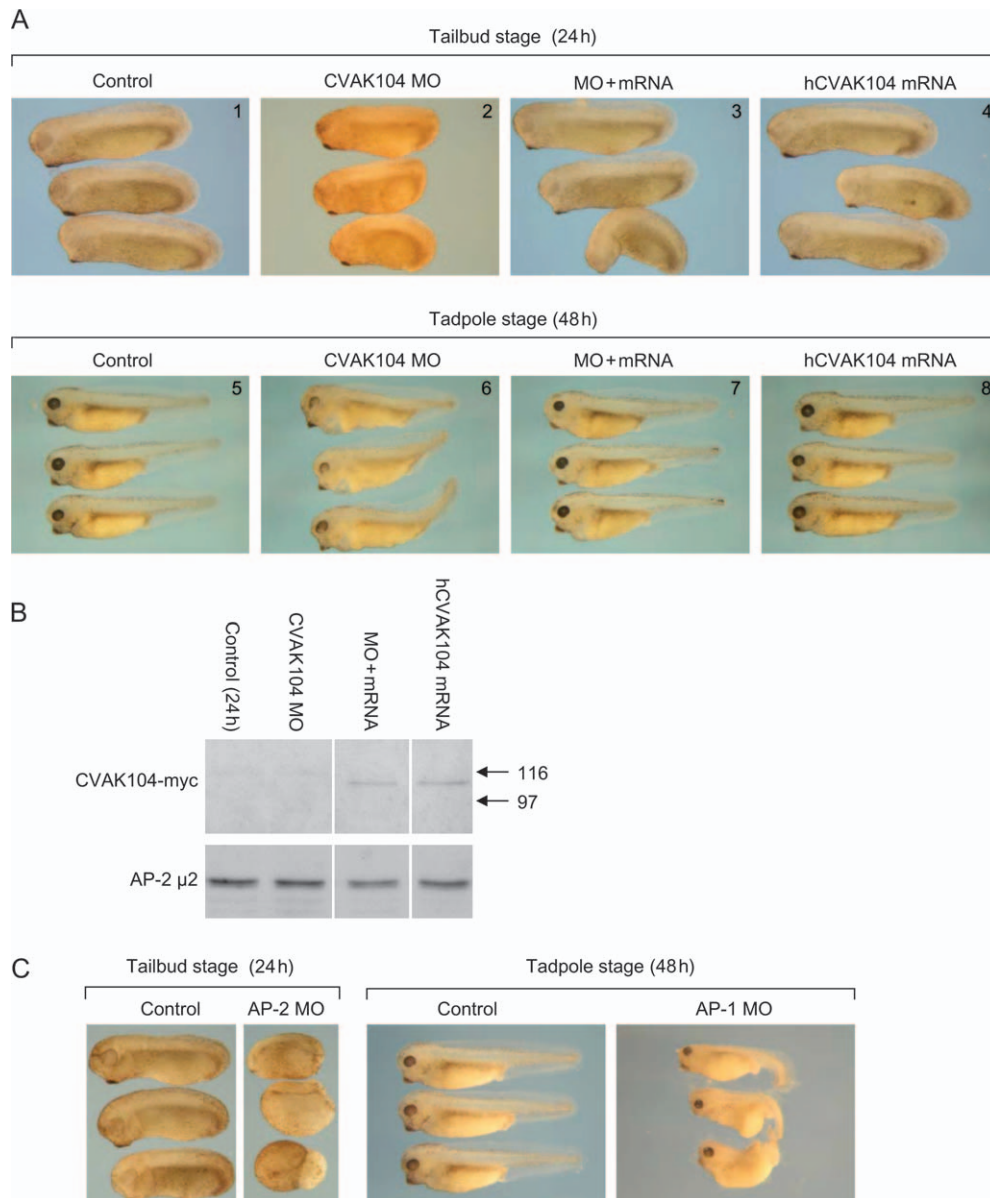 A
Tailbud stage (24 h)
Control CVAK104 MO MO+mRNA hCVAK104 mRNA
1 2 3 4
Tadpole stage (48 h)
Control CVAK104 MO MO+mRNA hCVAK104 mRNA
5 6 7 8
B
Control (24 h)
CVAK104 MO
MO+mRNA
hCVAK104 mRNA
CVAK104-myc
116
97
AP-2 μ2
C
Tailbud stage (24 h) Tadpole stage (48 h)
Control AP-2 MO Control AP-1 MO